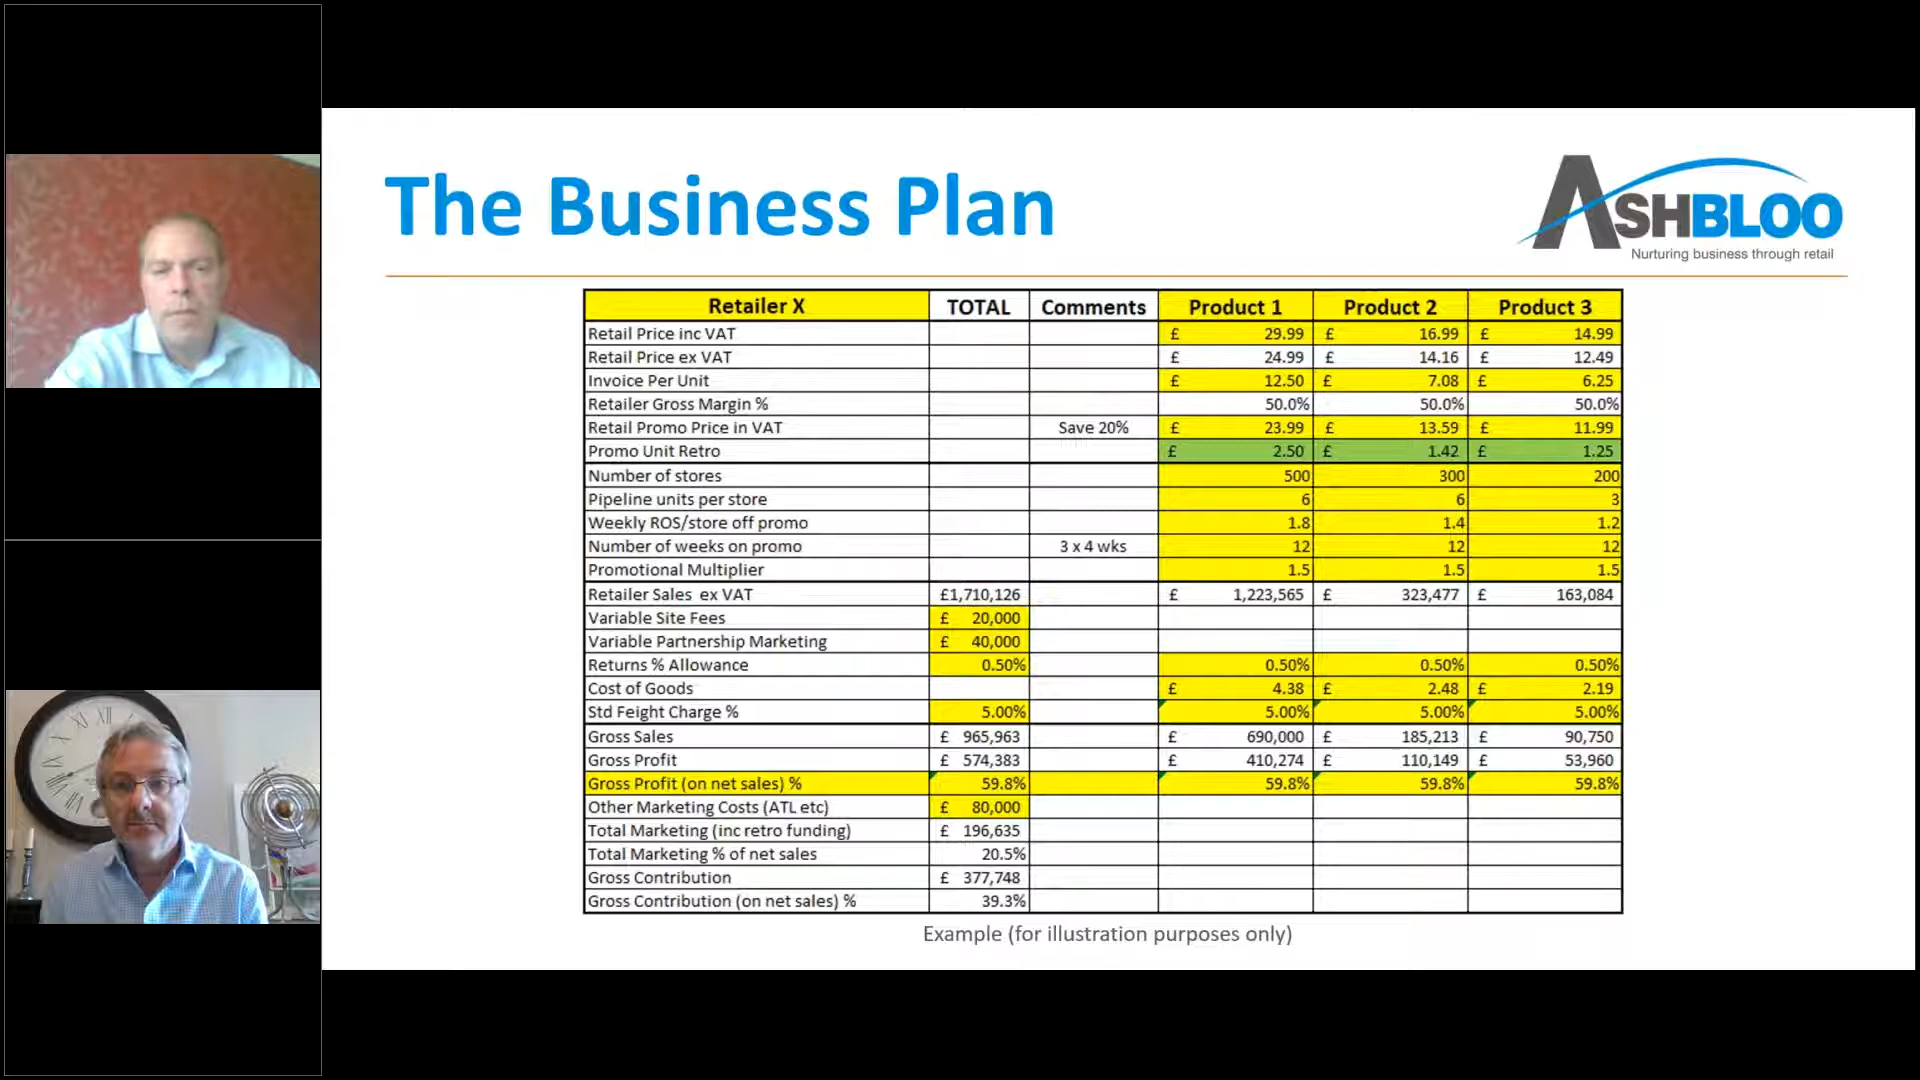 The Business Plan
ASHBLOO
Nurturing business through retail
Retailer X TOTAL Comments Product 1 Product 2 Product 3
Retail Price inc VAT £ 29.99 £ 16.99 £ 14.99
Retail Price ex VAT £ 24.99 £ 14.16 £ 12.49
Invoice Per Unit £ 12.50 £ 7.08 £ 6.25
Retailer Gross Margin % 50.0% 50.0% 50.0%
Retail Promo Price in VAT Save 20% £ 23.99 £ 13.59 £ 11.99
Promo Unit Retro £ 2.50 £ 1.42 £ 1.25
Number of stores 500 300 200
Pipeline units per store 6 6 3
Weekly ROS/store off promo 1.8 1.4 1.2
Number of weeks on promo 3 x 4 wks 12 12 12
Promotional Multiplier 1.5 1.5 1.5
Retailer Sales ex VAT £1,710,126 £ 1,223,565 £ 323,477 £ 163,084
Variable Site Fees £ 20,000
Variable Partnership Marketing £ 40,000
Returns % Allowance 0.50% 0.50% 0.50% 0.50%
Cost of Goods £ 4.38 £ 2.48 £ 2.19
Std Feight Charge % 5.00% 5.00% 5.00% 5.00%
Gross Sales £ 965,963 £ 690,000 £ 185,213 £ 90,750
Gross Profit £ 574,383 £ 410,274 £ 110,149 £ 53,960
Gross Profit (on net sales) % 59.8% 59.8% 59.8% 59.8%
Other Marketing Costs (ATL etc) £ 80,000
Total Marketing (inc retro funding) £ 196,635
Total Marketing % of net sales 20.5%
Gross Contribution £ 377,748
Gross Contribution (on net sales) % 39.3%
Example (for illustration purposes only)